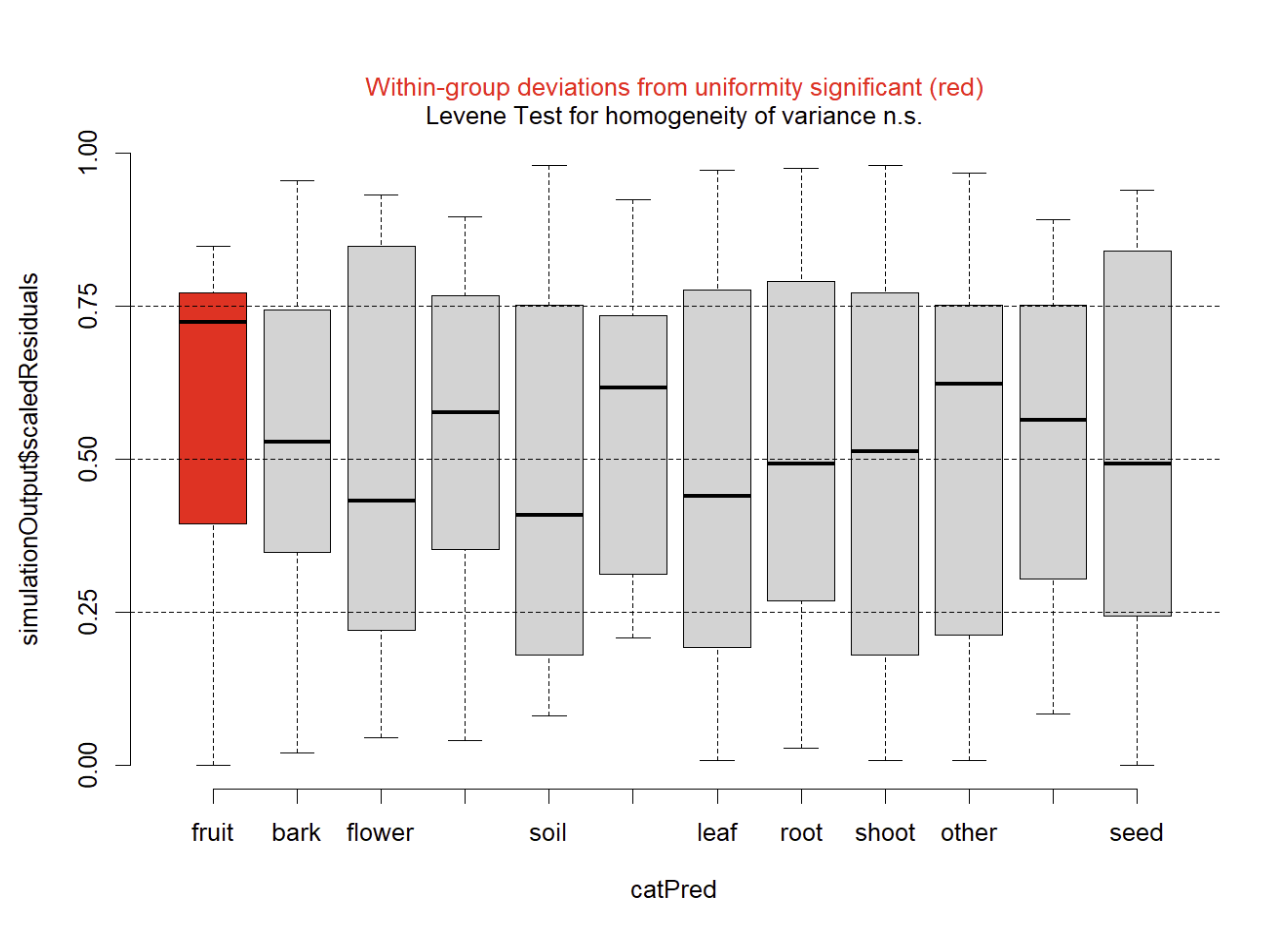 Within-group deviations from uniformity significant (red)
Levene Test for homogeneity of variance n.s.
simulationOutput$scaledResiduals
1.00
0.75
0.50
0.25
0.00
fruit bark flower soil leaf root shoot other seed
catPred